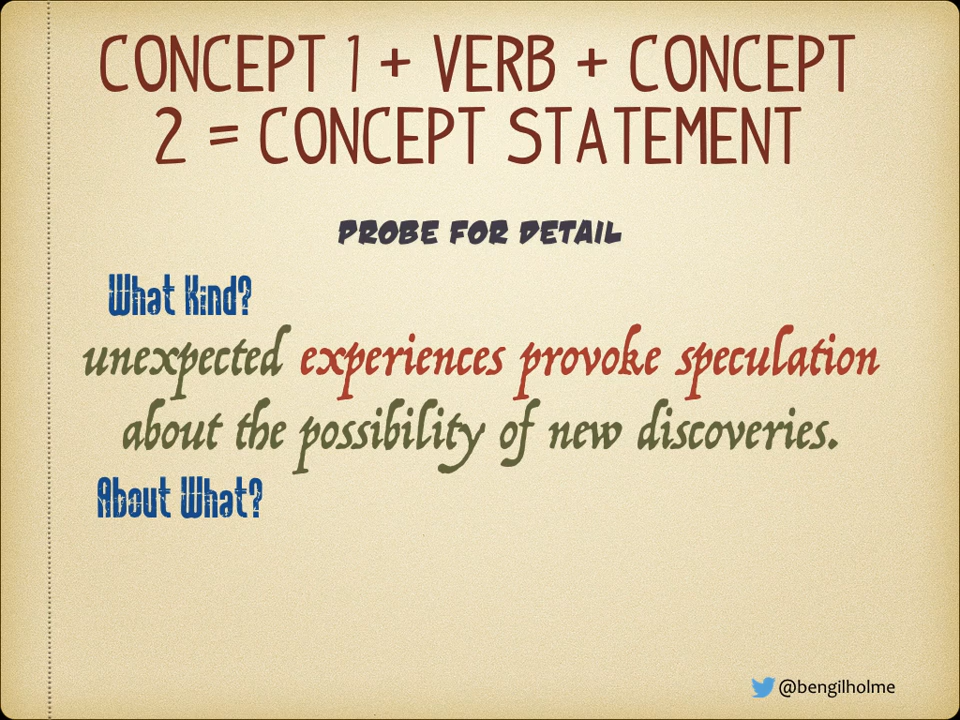 CONCEPT 1 + VERB + CONCEPT
2 = CONCEPT STATEMENT
PROBE FOR DETAIL
What Kind?
unexpected experiences provoke speculation
about the possibility of new discoveries.
About What?
@bengilholme